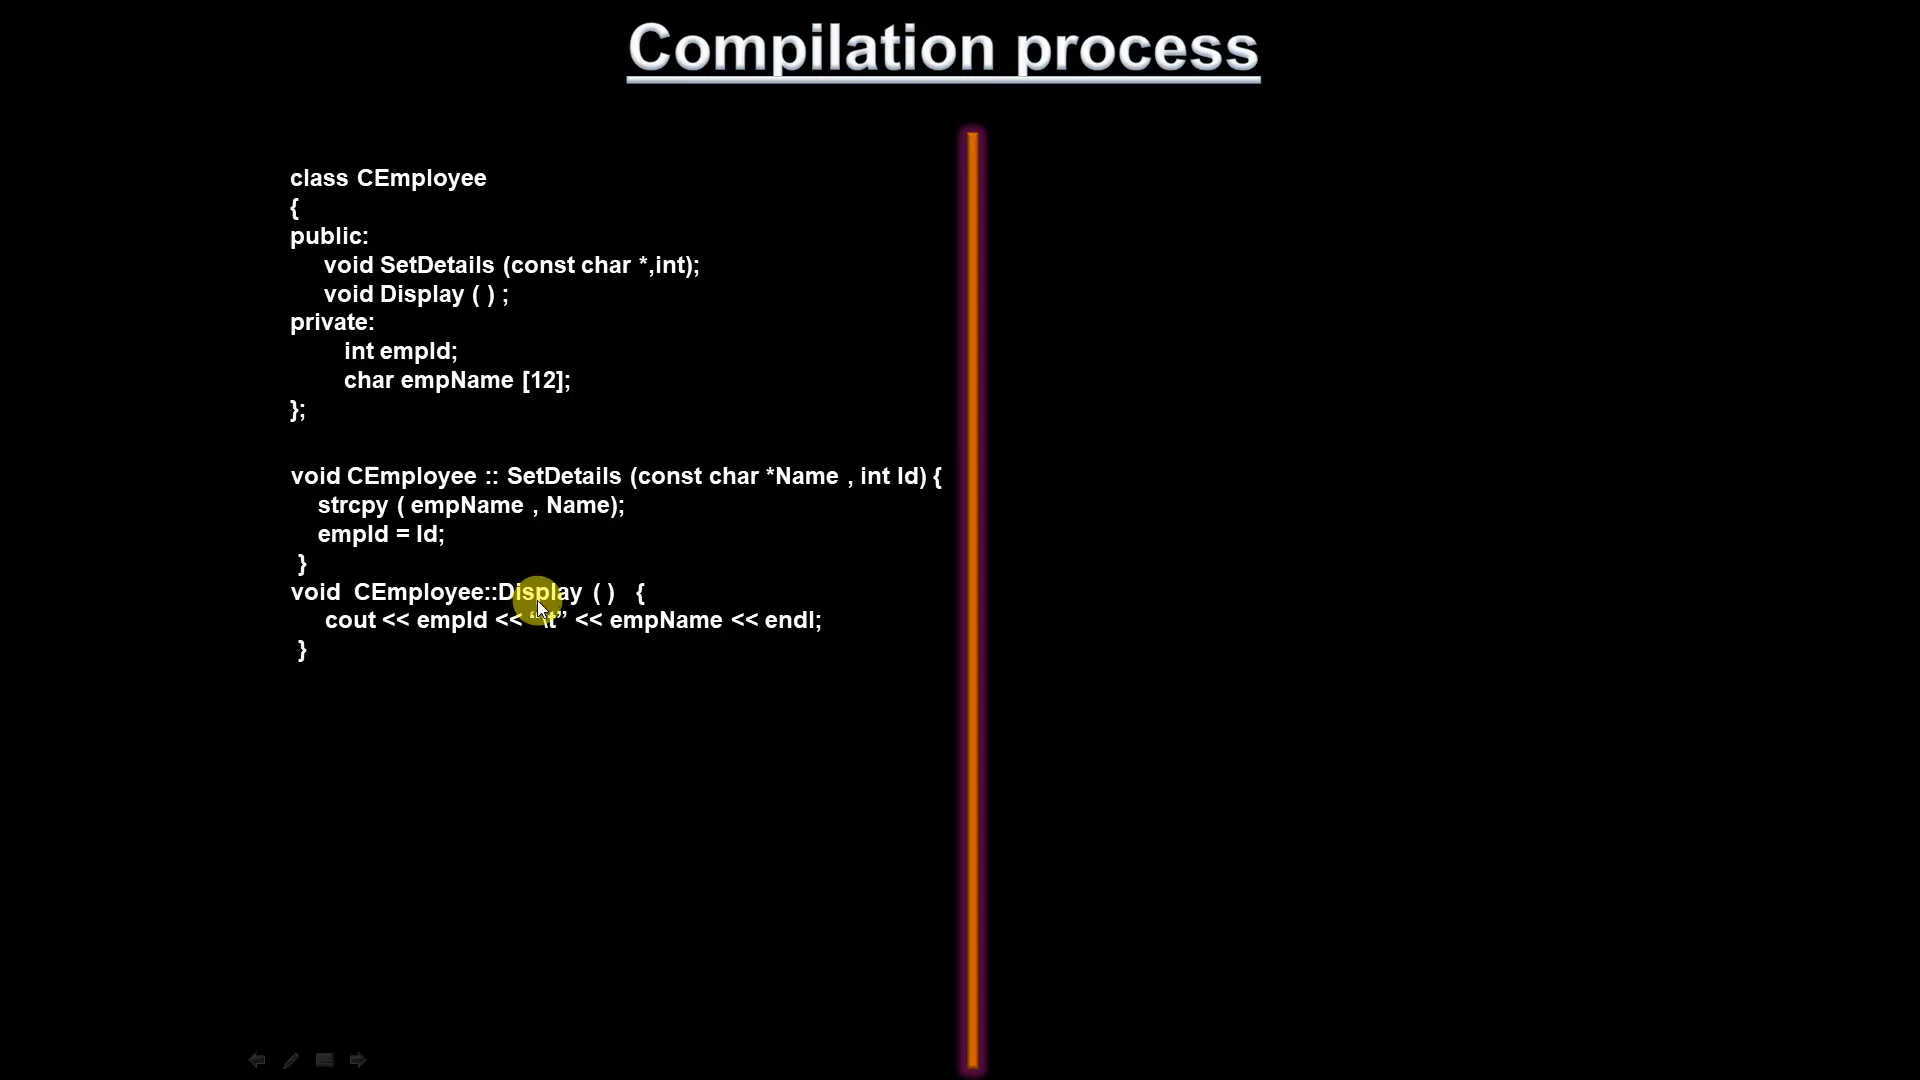 Compilation process
class CEmployee
{
public:
void SetDetails (const char *,int);
void Display ( ) ;
private:
int empId;
char empName [12];
};
void CEmployee :: SetDetails (const char *Name , int Id) {
strcpy ( empName , Name);
empId = Id;
}
void  CEmployee::Display ( )   {
cout << empId << “\t” << empName << endl;
}